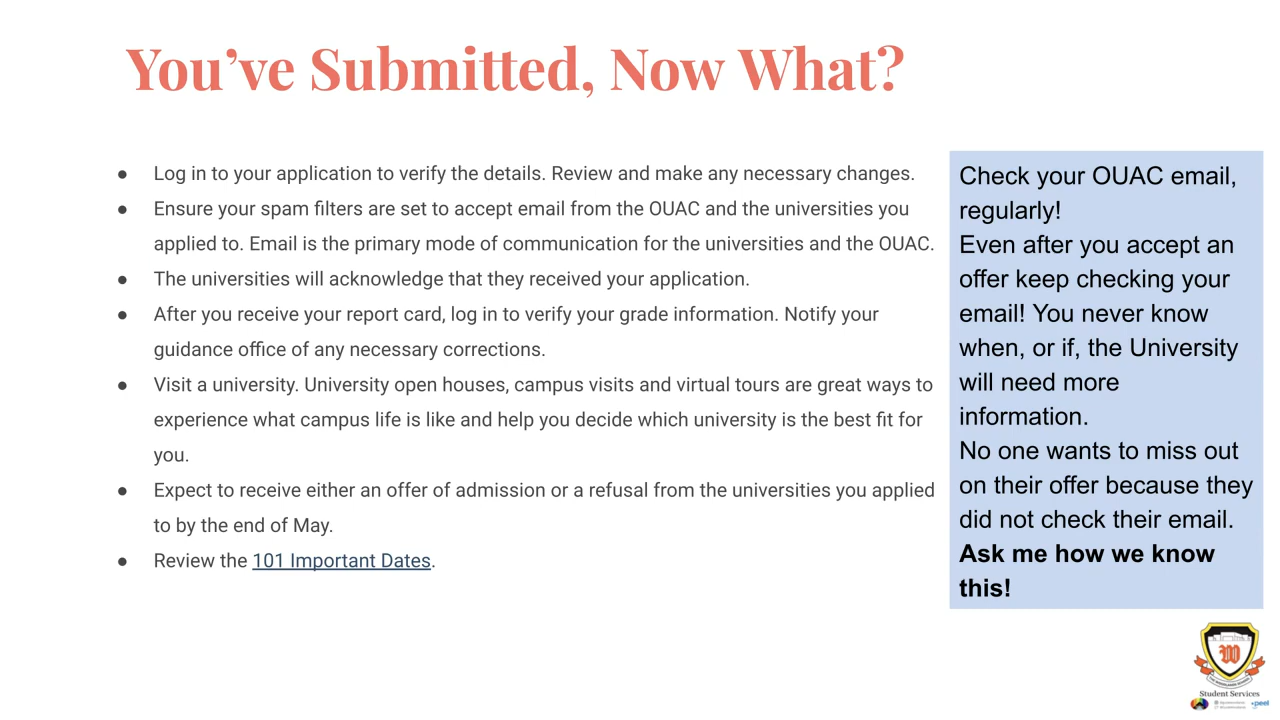 You’ve Submitted, Now What?
● Log in to your application to verify the details. Review and make any necessary changes.
● Ensure your spam filters are set to accept email from the OUAC and the universities you
applied to. Email is the primary mode of communication for the universities and the OUAC.
● The universities will acknowledge that they received your application.
● After you receive your report card, log in to verify your grade information. Notify your
guidance office of any necessary corrections.
● Visit a university. University open houses, campus visits and virtual tours are great ways to
experience what campus life is like and help you decide which university is the best fit for
you.
● Expect to receive either an offer of admission or a refusal from the universities you applied
to by the end of May.
● Review the 101 Important Dates.
Check your OUAC email,
regularly!
Even after you accept an
offer keep checking your
email! You never know
when, or if, the University
will need more
information.
No one wants to miss out
on their offer because they
did not check their email.
Ask me how we know
this!
W
Student Services
peel